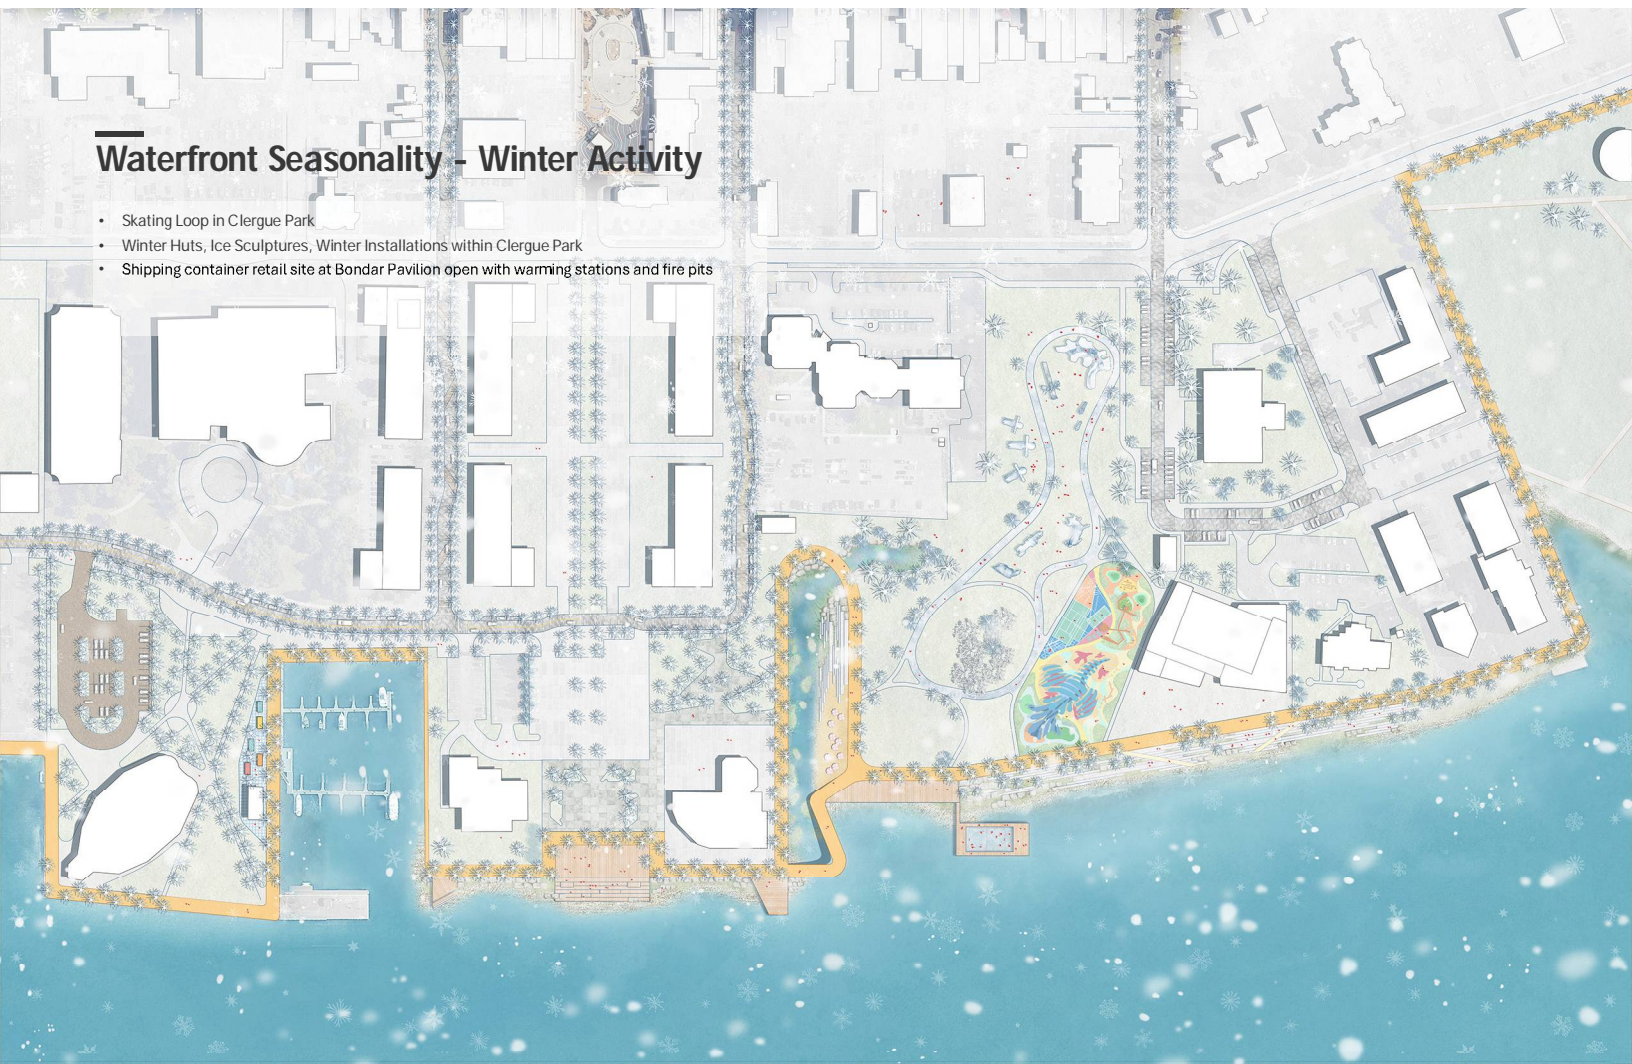 Waterfront Seasonality - Winter Activity
• Skating Loop in Clergue Park
• Winter Huts, Ice Sculptures, Winter Installations within Clergue Park
• Shipping container retail site at Bondar Pavilion open with warming stations and fire pits